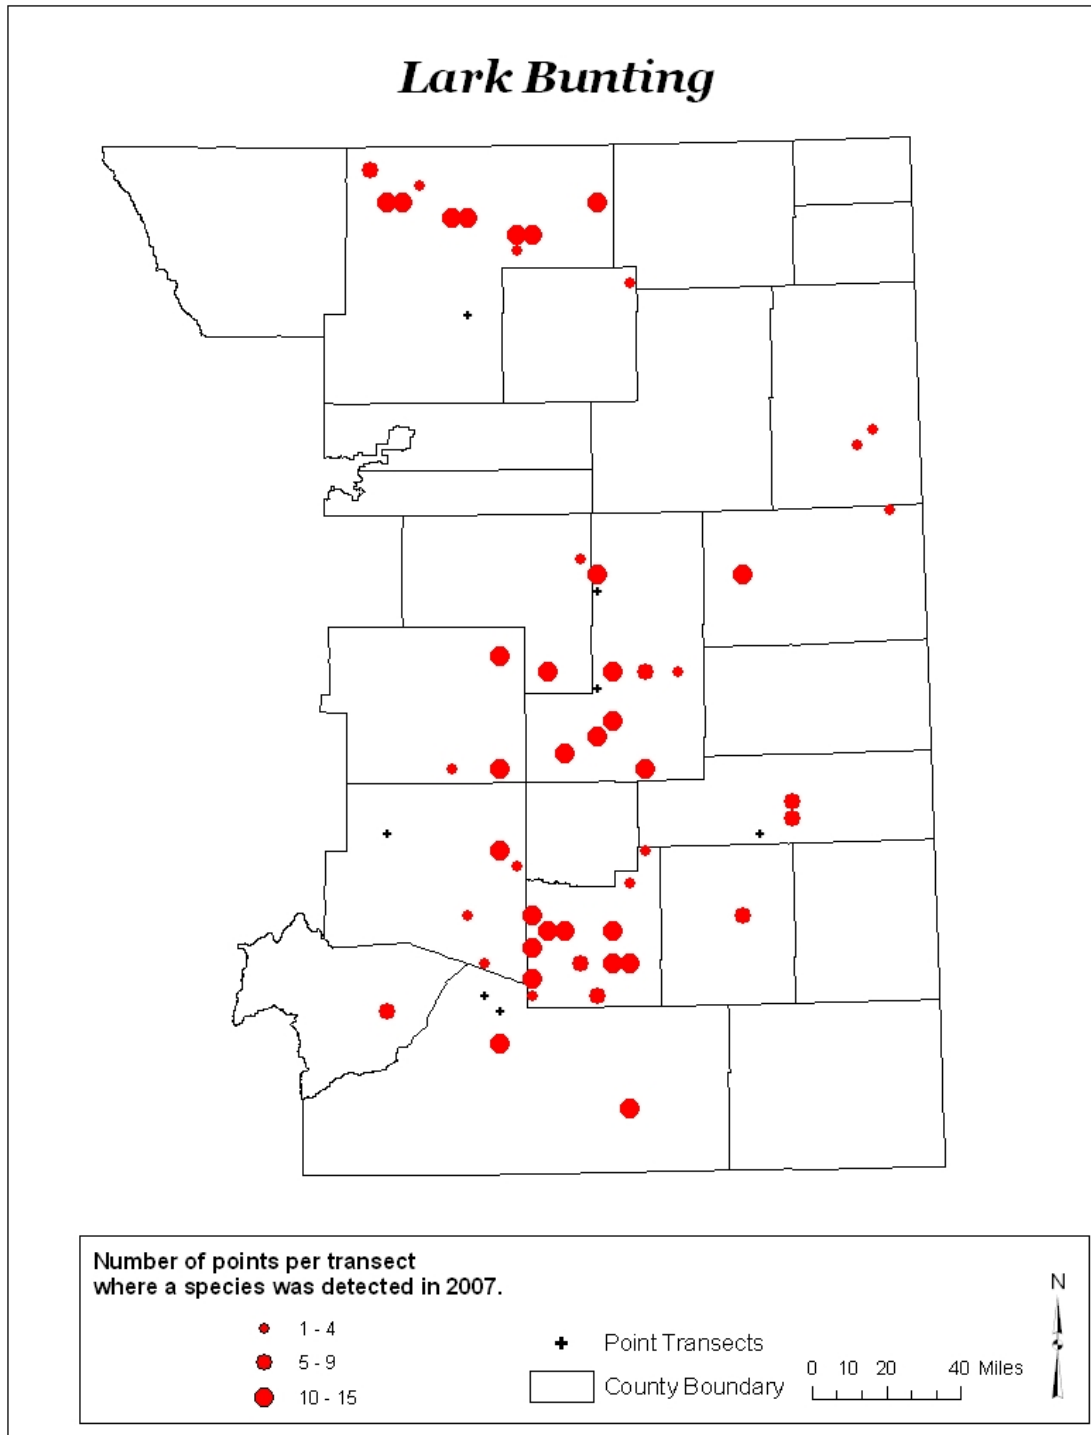 Lark Bunting
Number of points per transect
where a species was detected in 2007.
1 - 4
5 - 9
10 - 15
Point Transects
County Boundary
0 10 20 40 Miles
N